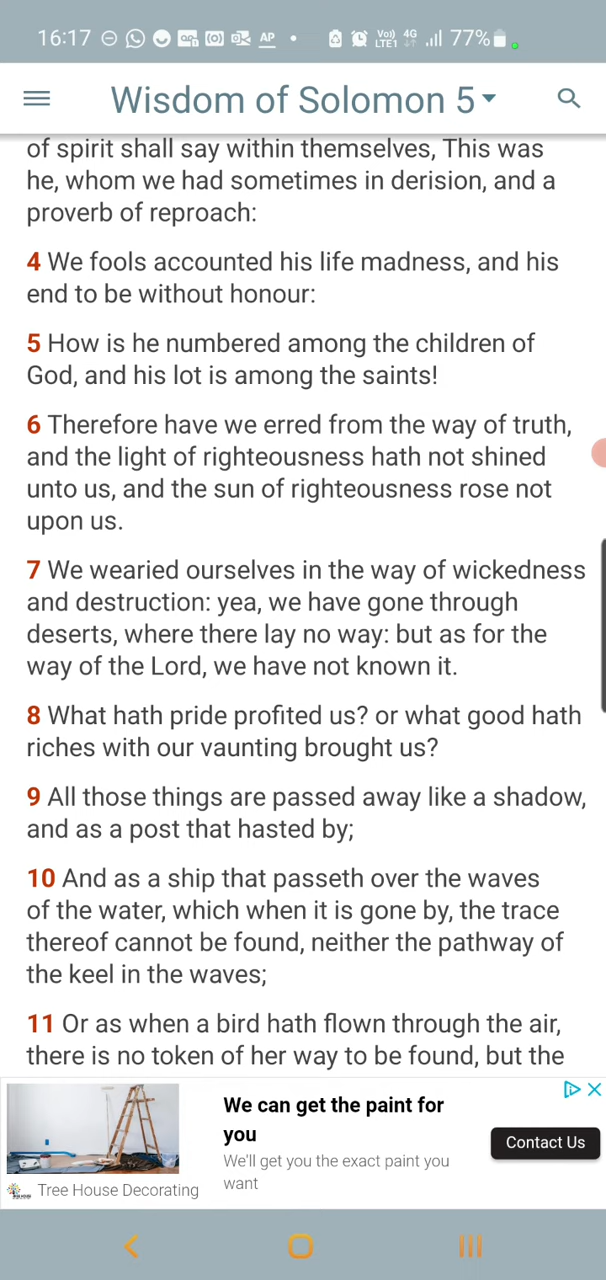 16:17 AP Vo)) LTE1 4G 77%
Wisdom of Solomon 5
of spirit shall say within themselves, This was
he, whom we had sometimes in derision, and a
proverb of reproach:
4 We fools accounted his life madness, and his
end to be without honour:
5 How is he numbered among the children of
God, and his lot is among the saints!
6 Therefore have we erred from the way of truth,
and the light of righteousness hath not shined
unto us, and the sun of righteousness rose not
upon us.
7 We wearied ourselves in the way of wickedness
and destruction: yea, we have gone through
deserts, where there lay no way: but as for the
way of the Lord, we have not known it.
8 What hath pride profited us? or what good hath
riches with our vaunting brought us?
9 All those things are passed away like a shadow,
and as a post that hasted by;
10 And as a ship that passeth over the waves
of the water, which when it is gone by, the trace
thereof cannot be found, neither the pathway of
the keel in the waves;
11 Or as when a bird hath flown through the air,
there is no token of her way to be found, but the
We can get the paint for
you
We'll get you the exact paint you
want
Contact Us
Tree House Decorating